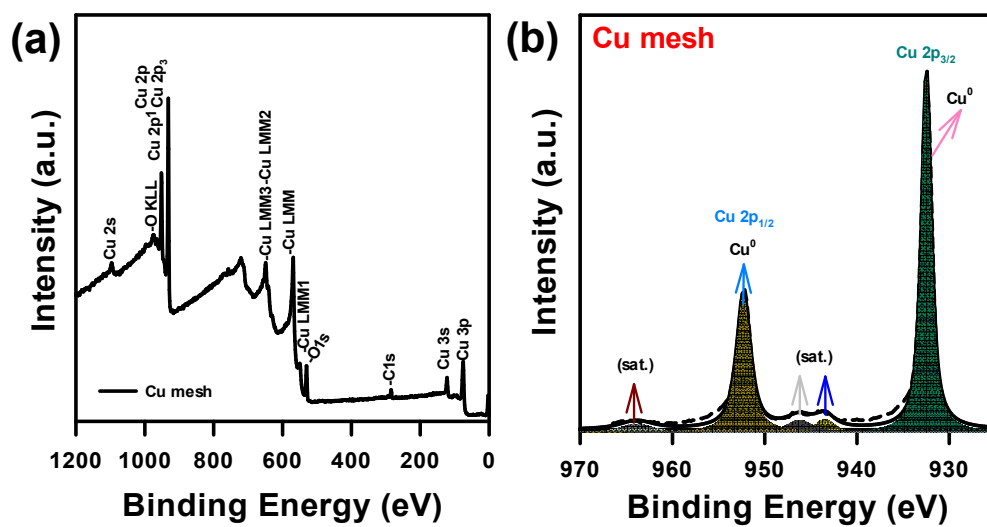 (a)
Intensity (a.u.)
Cu 2s
-O KLL
Cu 2p1
Cu 2p
Cu 2p3
-Cu LMM3
-Cu LMM2
-Cu LMM
-Cu LMM1
-O1s
-C1s
Cu 3s
Cu 3p
Cu mesh
1200 1000 800 600 400 200 0
Binding Energy (eV)
(b)
Cu mesh
Intensity (a.u.)
Cu 2p3/2
Cu0
Cu 2p1/2
Cu0
(sat.)
(sat.)
970 960 950 940 930
Binding Energy (eV)